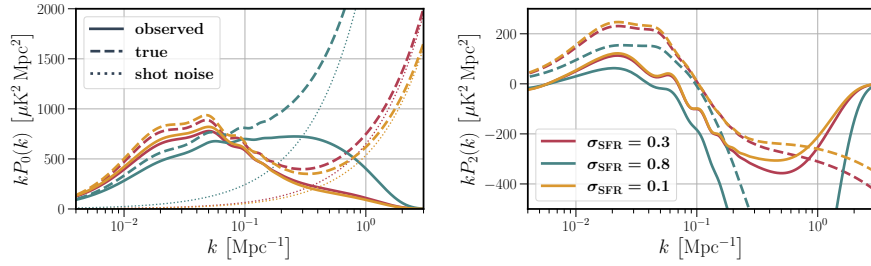 2000
1500
1000
500
0
kP₀(k) [μK² Mpc²]
observed
true
shot noise
10⁻² 10⁻¹ 10⁰
k [Mpc⁻¹]
200
0
−200
−400
kP₂(k) [μK² Mpc²]
σSFR = 0.3
σSFR = 0.8
σSFR = 0.1
10⁻² 10⁻¹ 10⁰
k [Mpc⁻¹]